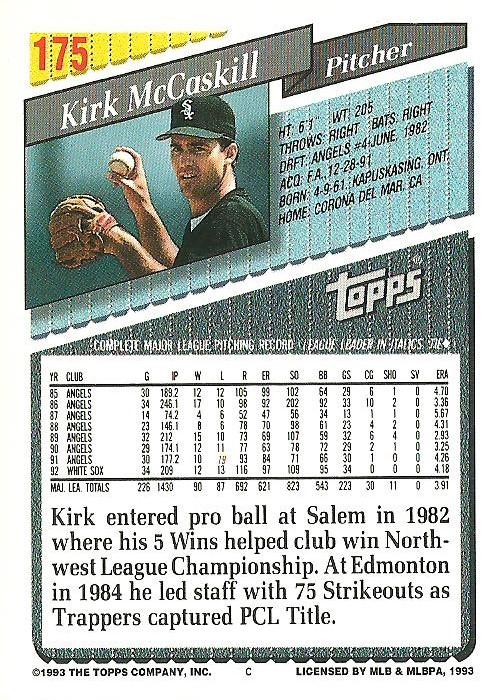 175
Kirk McCaskill
Pitcher
HT: 6'1" WT: 205
THROWS: RIGHT BATS: RIGHT
DRFT: ANGELS #4-JUNE, 1982
ACQ: F.A., 12-28-91
BORN: 4-9-61, KAPUSKASING, ONT.
HOME: CORONA DEL MAR, CA
topps
COMPLETE MAJOR LEAGUE PITCHING RECORD LEAGUE LEADER IN ITALICS, TIE♦
YR CLUB G IP W L R ER SO BB GS CG SHO SV ERA
85 ANGELS 30 189.2 12 12 105 99 102 64 29 6 1 0 4.70
86 ANGELS 34 246.1 17 10 98 92 202 92 33 10 2 0 3.36
87 ANGELS 14 74.2 4 6 52 47 56 34 13 1 1 0 5.67
88 ANGELS 23 146.1 8 6 78 70 98 61 23 4 2 0 4.31
89 ANGELS 32 212 15 10 73 69 107 59 32 6 4 0 2.93
90 ANGELS 29 174.1 12 11 77 63 78 72 29 2 1 0 3.25
91 ANGELS 30 177.2 10 19 93 84 71 66 30 1 0 0 4.26
92 WHITE SOX 34 209 12 13 116 97 109 95 34 0 0 0 4.18
MAJ. LEA. TOTALS 226 1430 90 87 692 621 823 543 223 30 11 0 3.91
Kirk entered pro ball at Salem in 1982
where his 5 Wins helped club win North-
west League Championship. At Edmonton
in 1984 he led staff with 75 Strikeouts as
Trappers captured PCL Title.
©1993 THE TOPPS COMPANY, INC. C LICENSED BY MLB & MLBPA, 1993